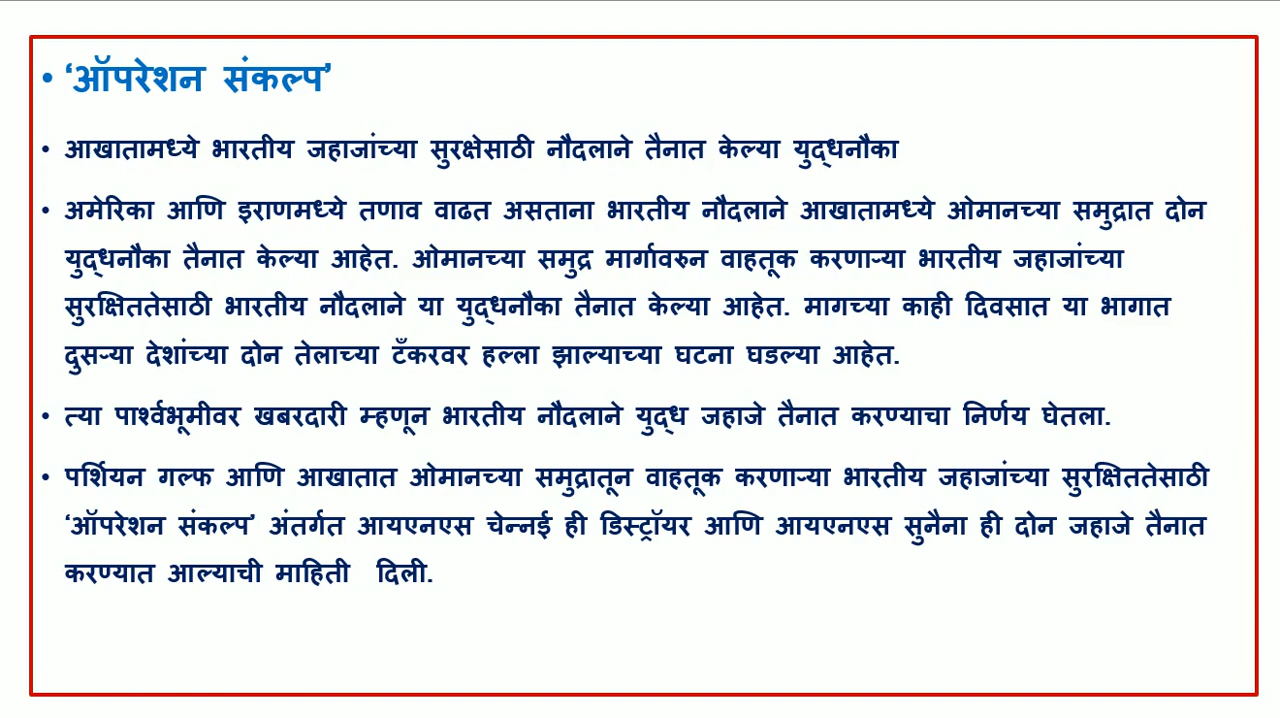 • ‘ऑपरेशन संकल्प’
• आखातामध्ये भारतीय जहाजांच्या सुरक्षेसाठी नौदलाने तैनात केल्या युद्धनौका
• अमेरिका आणि इराणमध्ये तणाव वाढत असताना भारतीय नौदलाने आखातामध्ये ओमानच्या समुद्रात दोन
युद्धनौका तैनात केल्या आहेत. ओमानच्या समुद्र मार्गावरुन वाहतूक करणाऱ्या भारतीय जहाजांच्या
सुरक्षिततेसाठी भारतीय नौदलाने या युद्धनौका तैनात केल्या आहेत. मागच्या काही दिवसात या भागात
दुसऱ्या देशांच्या दोन तेलाच्या टँकरवर हल्ला झाल्याच्या घटना घडल्या आहेत.
• त्या पार्श्वभूमीवर खबरदारी म्हणून भारतीय नौदलाने युद्ध जहाजे तैनात करण्याचा निर्णय घेतला.
• पर्शियन गल्फ आणि आखातात ओमानच्या समुद्रातून वाहतूक करणाऱ्या भारतीय जहाजांच्या सुरक्षिततेसाठी
‘ऑपरेशन संकल्प’ अंतर्गत आयएनएस चेन्नई ही डिस्ट्रॉयर आणि आयएनएस सुनैना ही दोन जहाजे तैनात
करण्यात आल्याची माहिती दिली.